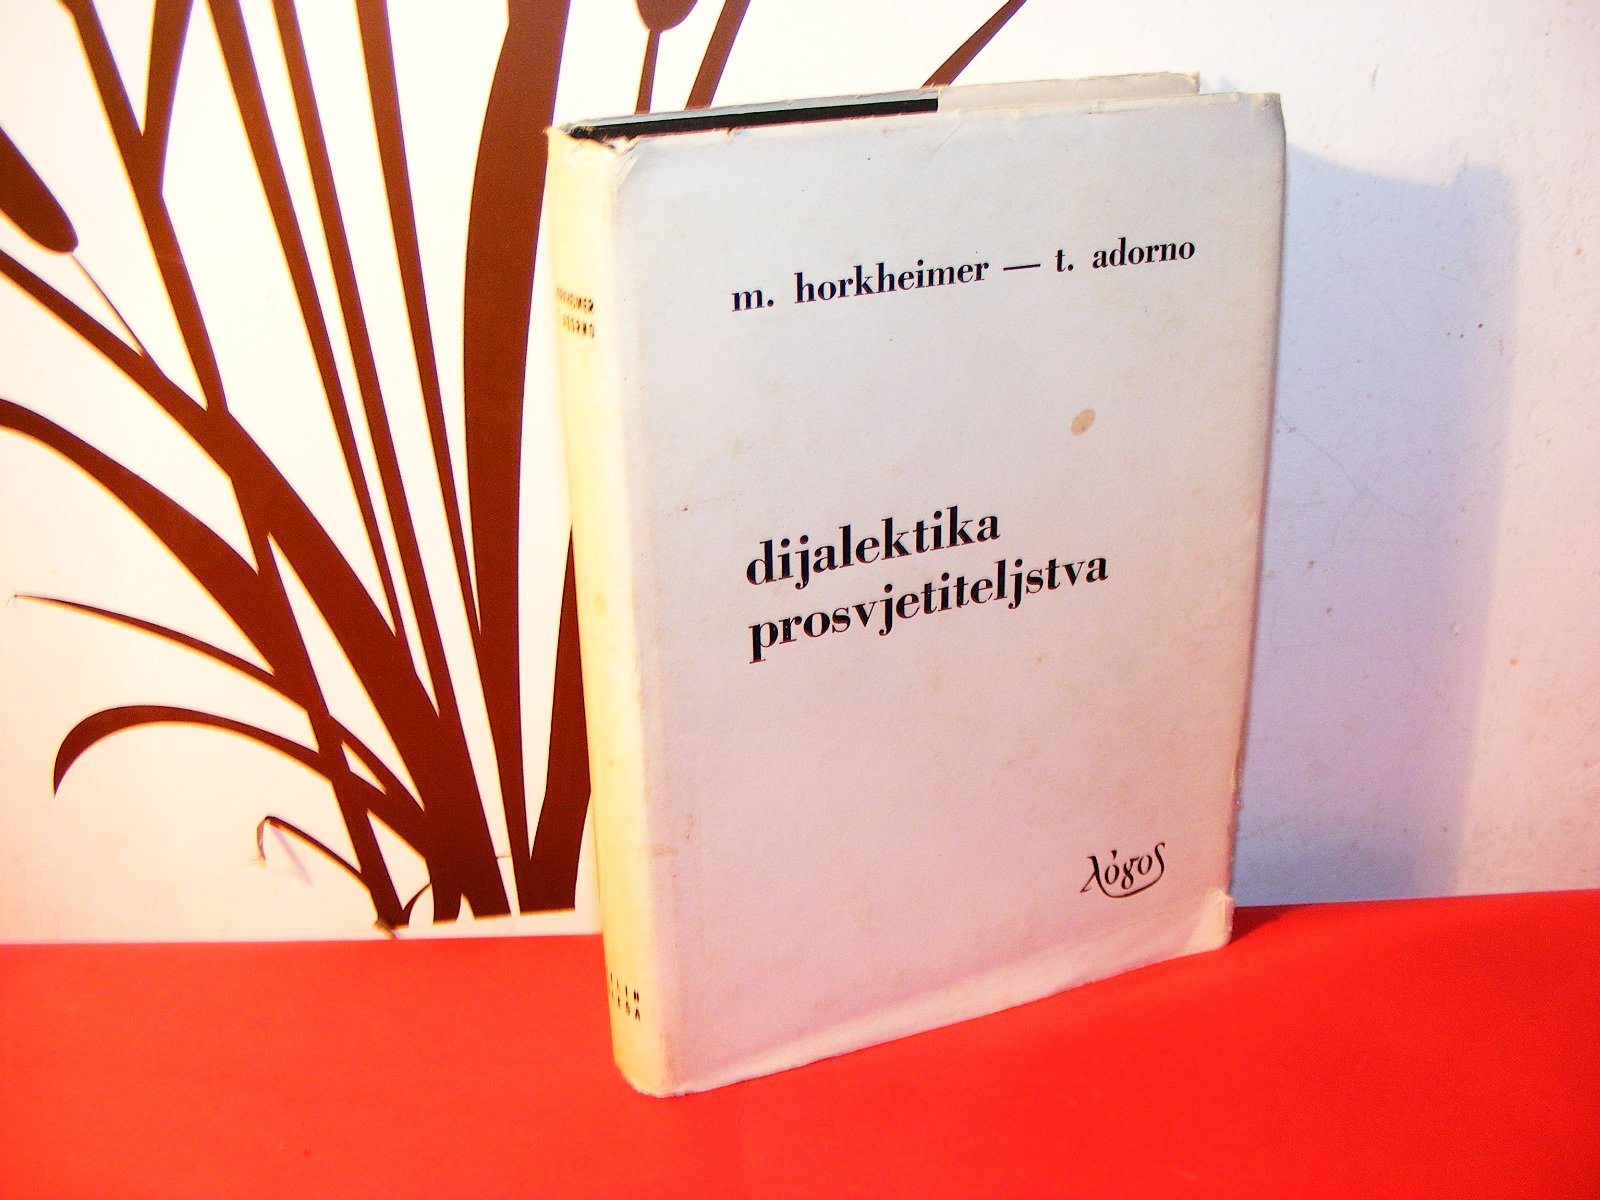 m. horkheimer — t. adorno
dijalektika
prosvjetiteljstva
λόγος